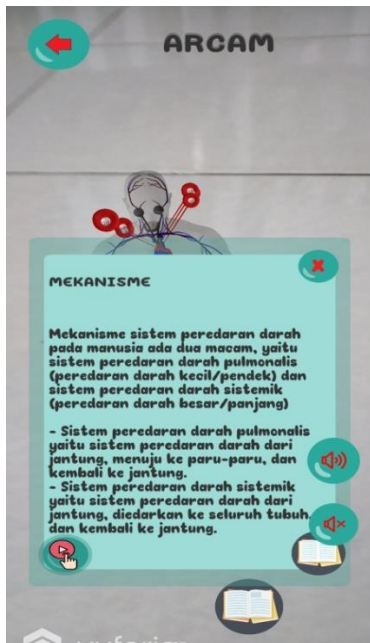 ARCAM
MEKANISME
Mekanisme sistem peredaran darah
pada manusia ada dua macam, yaitu
sistem peredaran darah pulmonalis
(peredaran darah kecil/pendek) dan
sistem peredaran darah sistemik
(peredaran darah besar/panjang)
- Sistem peredaran darah pulmonalis
yaitu sistem peredaran darah dari
jantung, menuju ke paru-paru, dan
kembali ke jantung.
- Sistem peredaran darah sistemik
yaitu sistem peredaran darah dari
jantung, diedarkan ke seluruh tubuh,
dan kembali ke jantung.